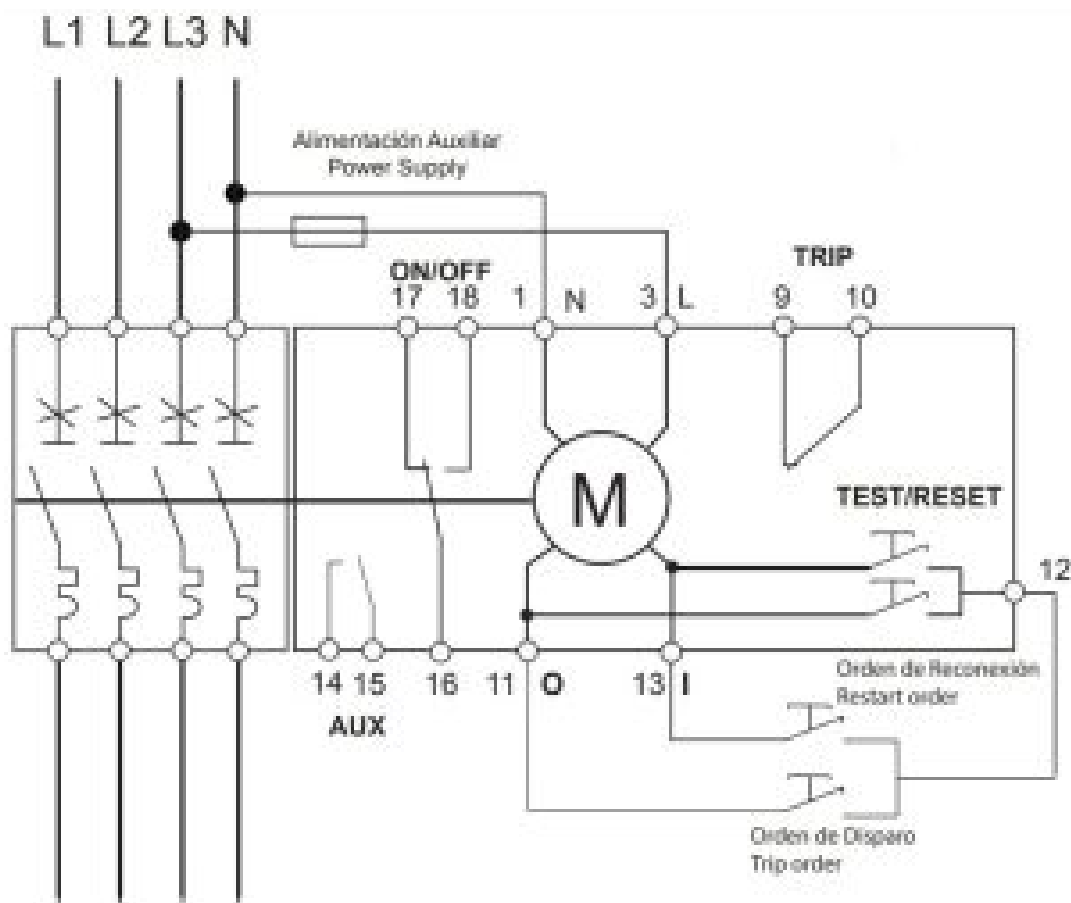 L1 L2 L3 N
Alimentación Auxiliar
Power Supply
ON/OFF
TRIP
17 18 1 N 3 L 9 10
M
TEST/RESET
12
14 15 16 11 O 13 I
AUX
Orden de Reconexión
Restart order
Orden de Disparo
Trip order